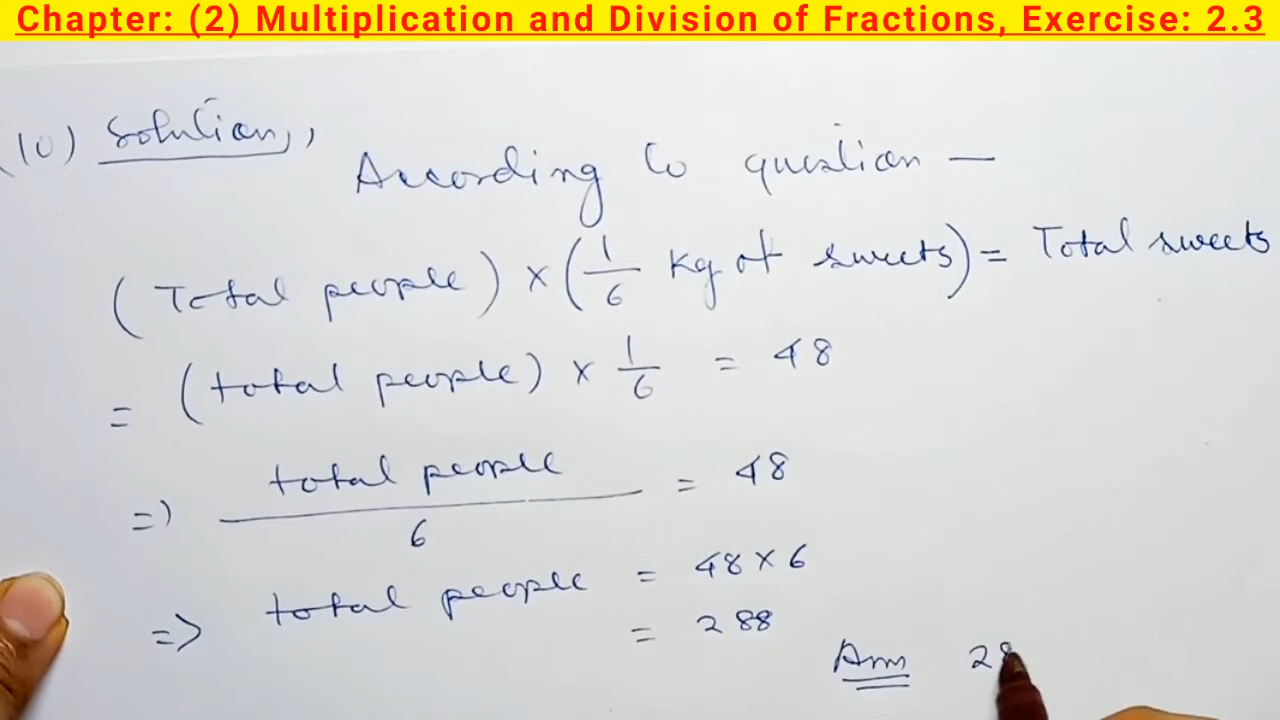 Chapter: (2) Multiplication and Division of Fractions, Exercise: 2.3
(10) Solution,,
According to question —
(Total people) × (1/6 kg of sweets) = Total sweets
= (total people) × 1/6 = 48
=> total people / 6 = 48
=> total people = 48 × 6
= 288
Ans 28